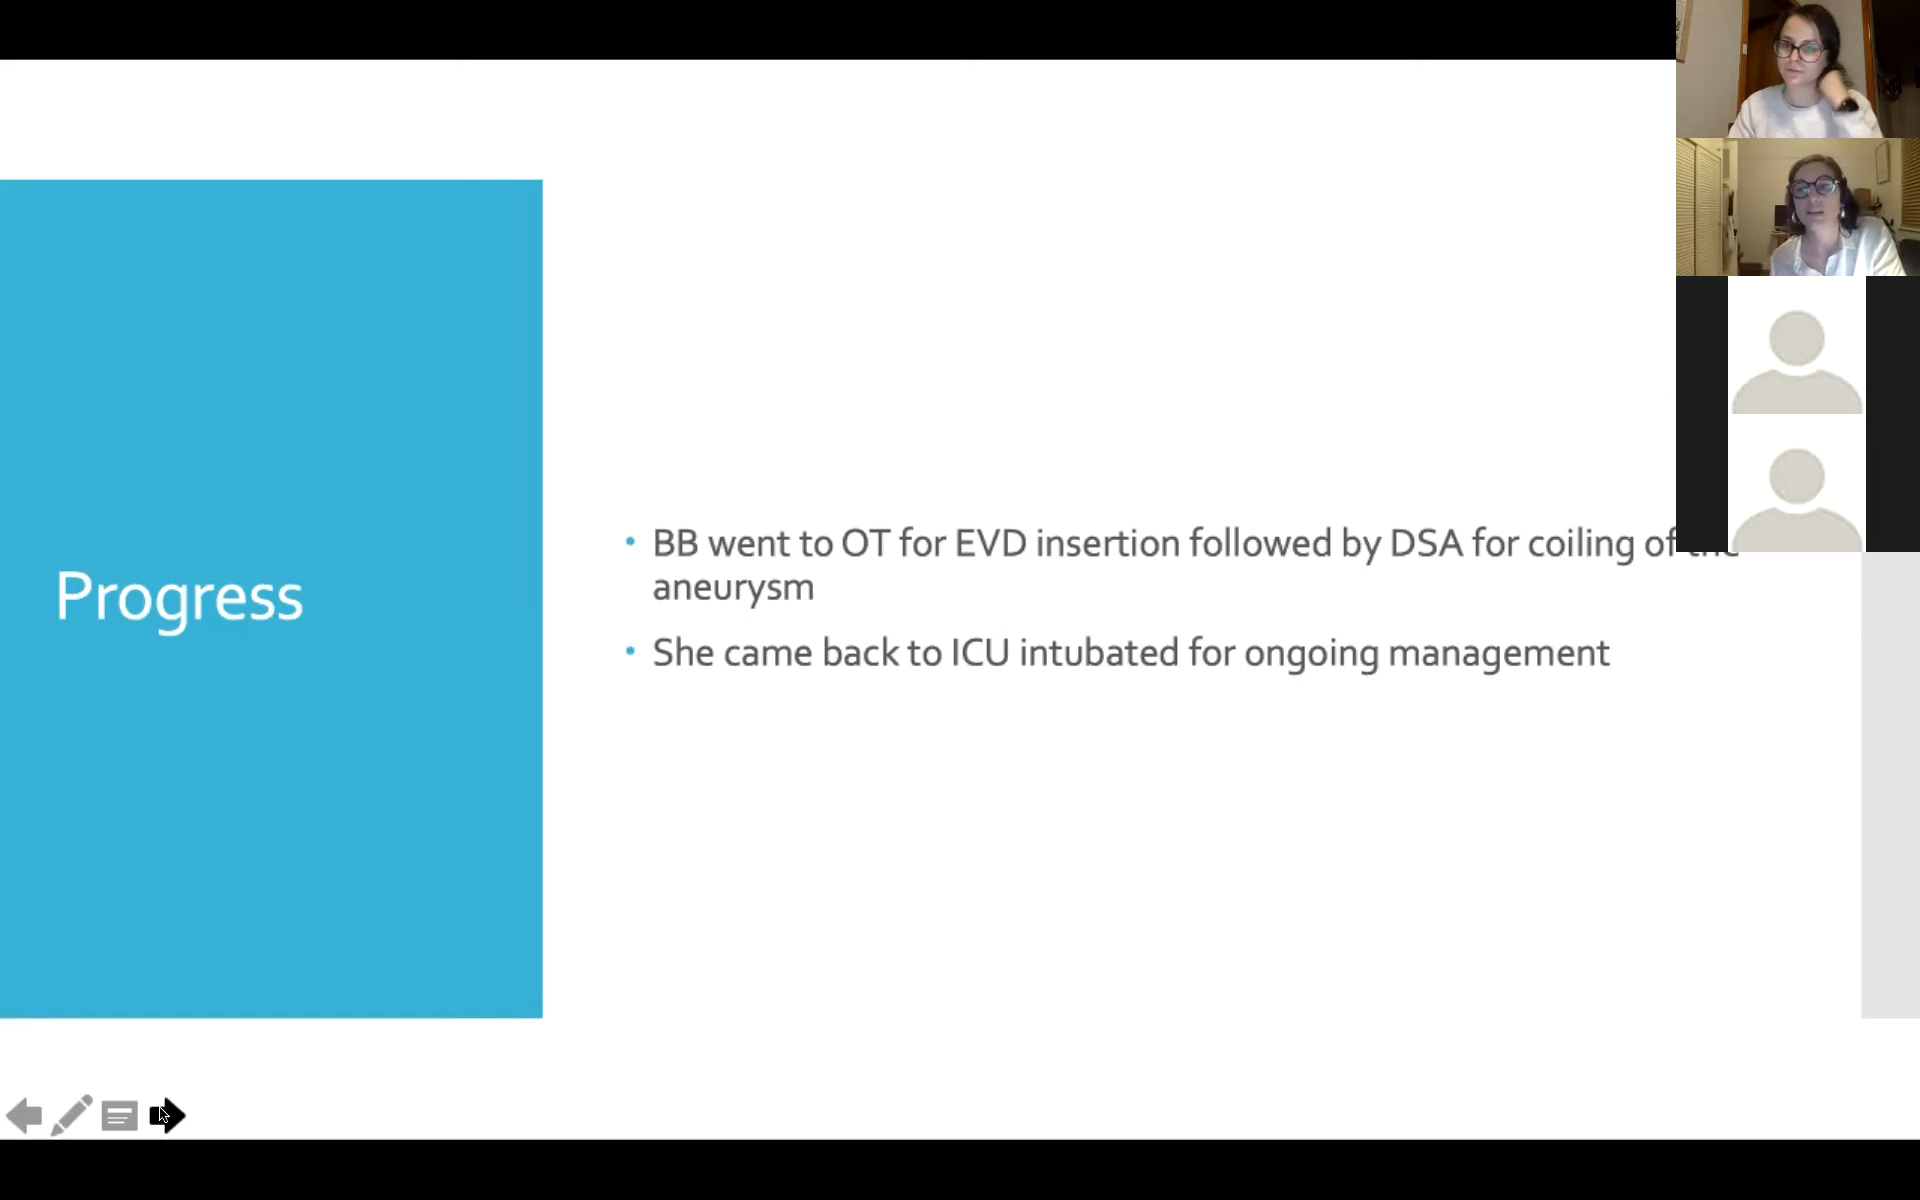 Progress
BB went to OT for EVD insertion followed by DSA for coiling of the
aneurysm
She came back to ICU intubated for ongoing management